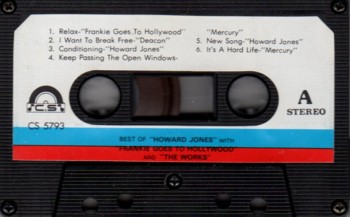 1. Relax-"Frankie Goes To Hollywood"
2. I Want To Break Free-"Deacon"
3. Conditioning-"Howard Jones"
4. Keep Passing The Open Windows-
"Mercury"
5. New Song-"Howard Jones"
6. It's A Hard Life-"Mercury"
CS 5793
A
STEREO
BEST OF "HOWARD JONES" WITH
FRANKIE GOES TO HOLLYWOOD
AND "THE WORKS"